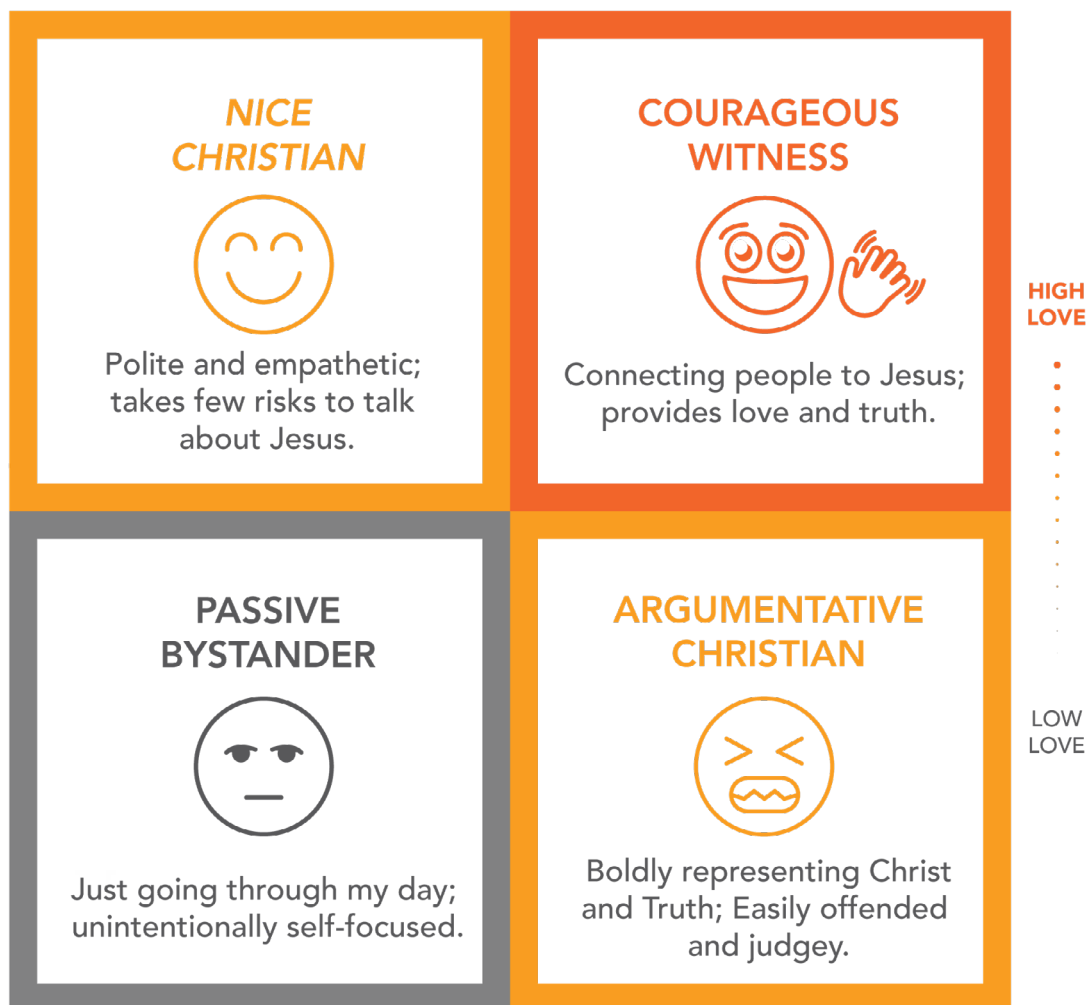 NICE
CHRISTIAN
Polite and empathetic;
takes few risks to talk
about Jesus.
COURAGEOUS
WITNESS
Connecting people to Jesus;
provides love and truth.
HIGH
LOVE
PASSIVE
BYSTANDER
Just going through my day;
unintentionally self-focused.
ARGUMENTATIVE
CHRISTIAN
Boldly representing Christ
and Truth; Easily offended
and judgey.
LOW
LOVE